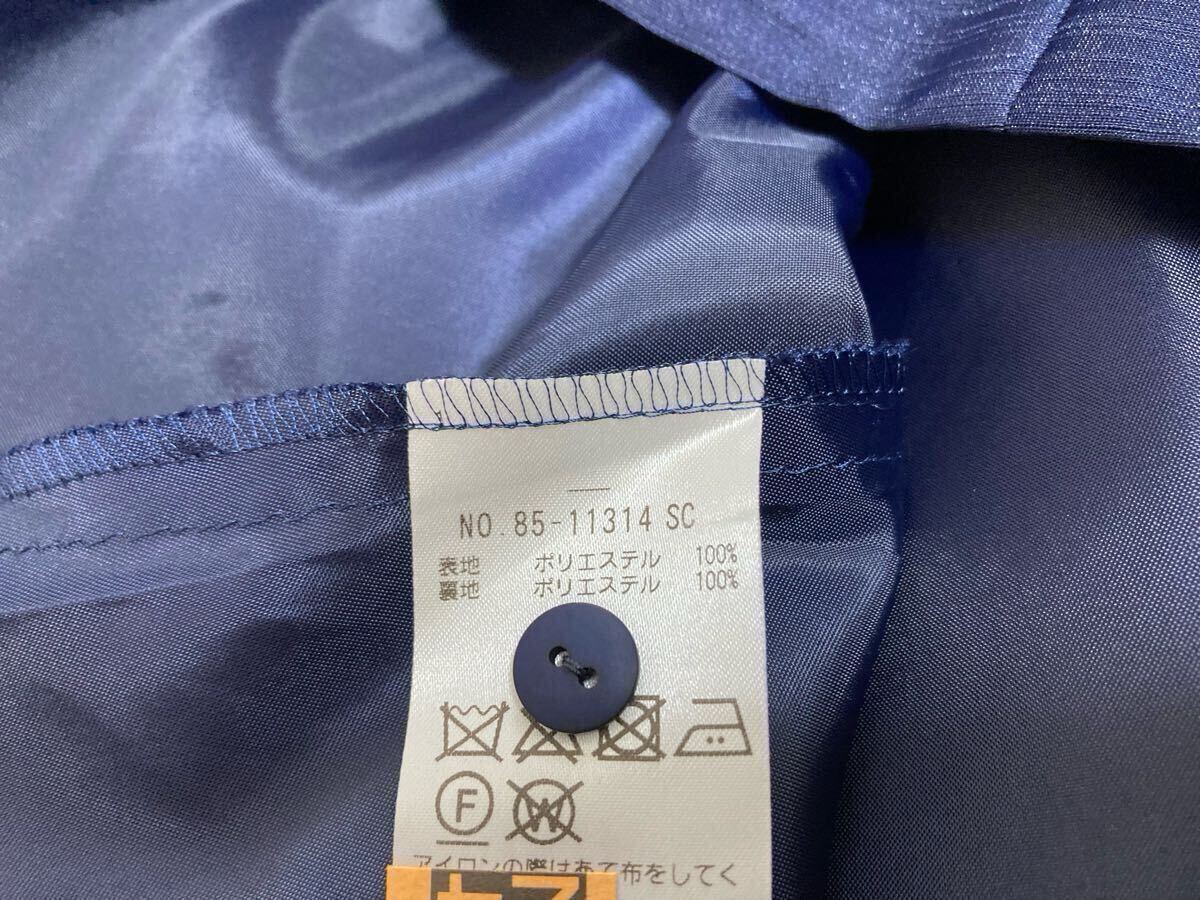 NO.85-11314 SC
表地 ポリエステル 100%
裏地 ポリエステル 100%
F
W
アイロンの際はあて布をしてく